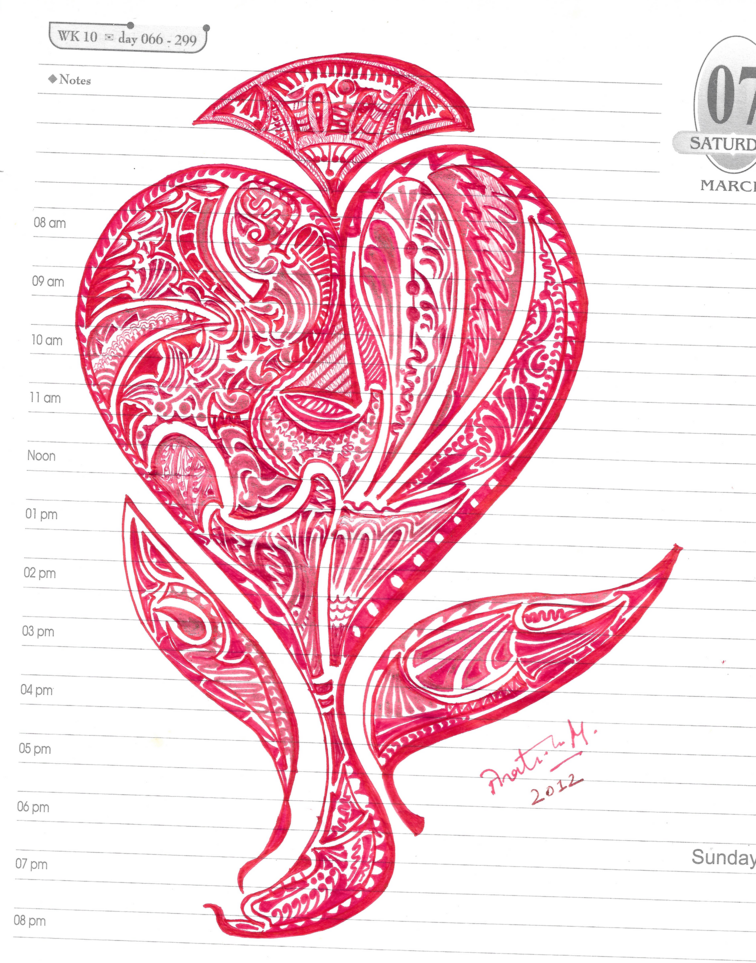 WK 10 ✉ day 066 - 299
◆ Notes
07
SATURD
MARC
08 am
09 am
10 am
11 am
Noon
01 pm
02 pm
03 pm
04 pm
05 pm
06 pm
07 pm
08 pm
2012
Sunday